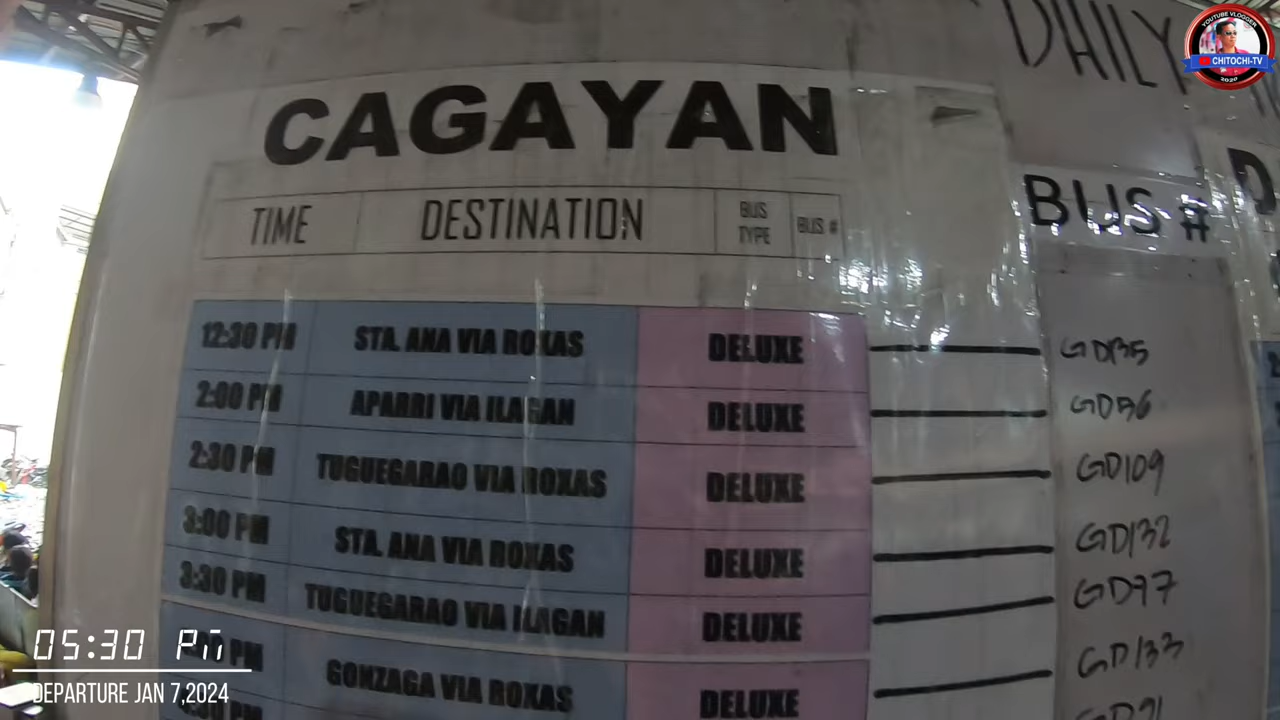 DAILY
YOUTUBE VLOGGER
CHITOCHI-TV
2020
CAGAYAN
TIME DESTINATION BUS TYPE BUS #
BUS #
12:30 PM STA. ANA VIA ROXAS DELUXE GD135
2:00 PM APARRI VIA ILAGAN DELUXE GD56
2:30 PM TUGUEGARAO VIA ROXAS DELUXE GD109
3:00 PM STA. ANA VIA ROXAS DELUXE GD132
3:30 PM TUGUEGARAO VIA ILAGAN DELUXE GD77
PM GONZAGA VIA ROXAS DELUXE GD133
05:30 PM
DEPARTURE JAN 7,2024